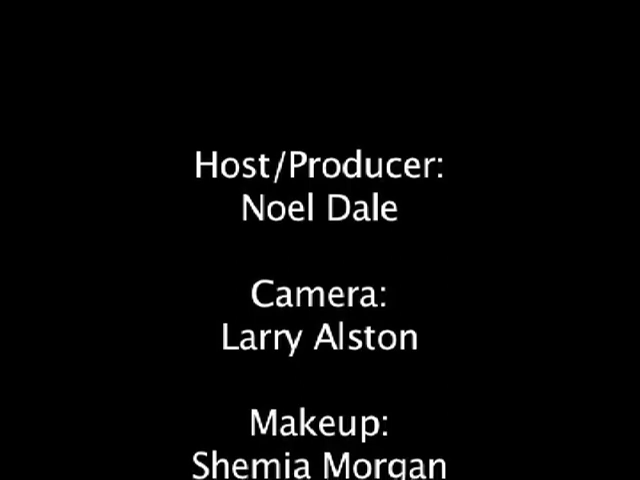 Host/Producer:
Noel Dale
Camera:
Larry Alston
Makeup:
Shemia Morgan